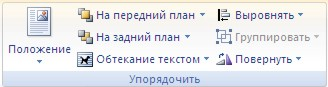 Положение
На передний план
На задний план
Обтекание текстом
Выровнять
Группировать
Повернуть
Упорядочить